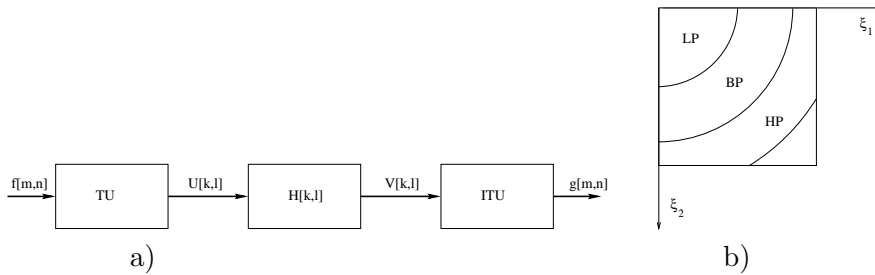 f[m,n]
TU
U[k,l]
H[k,l]
V[k,l]
ITU
g[m,n]
a)
LP
BP
HP
ξ1
ξ2
b)